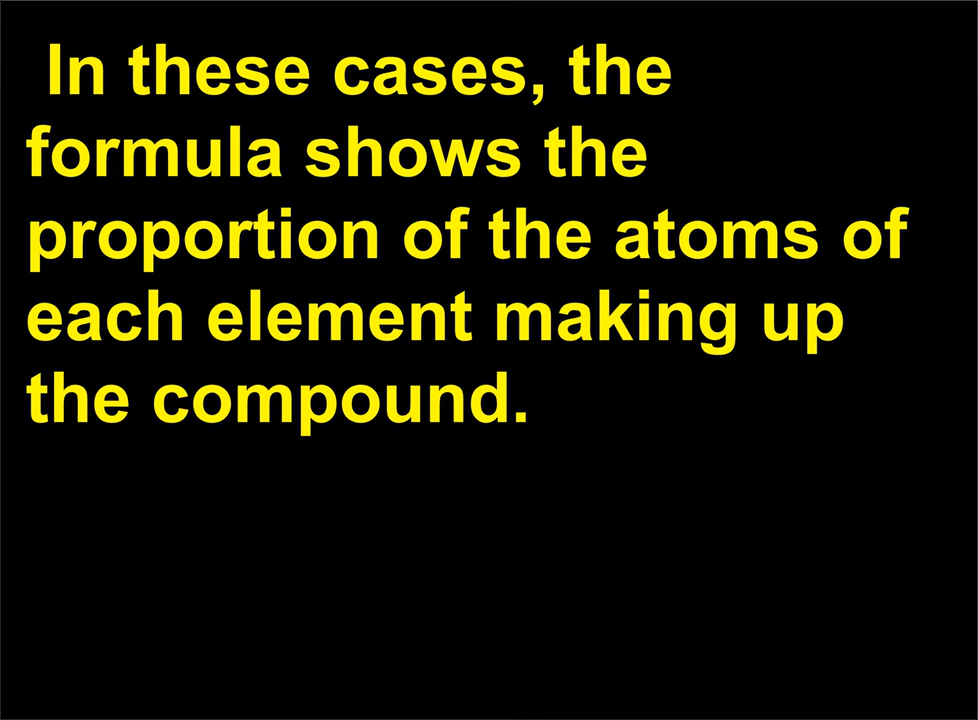 In these cases, the
formula shows the
proportion of the atoms of
each element making up
the compound.